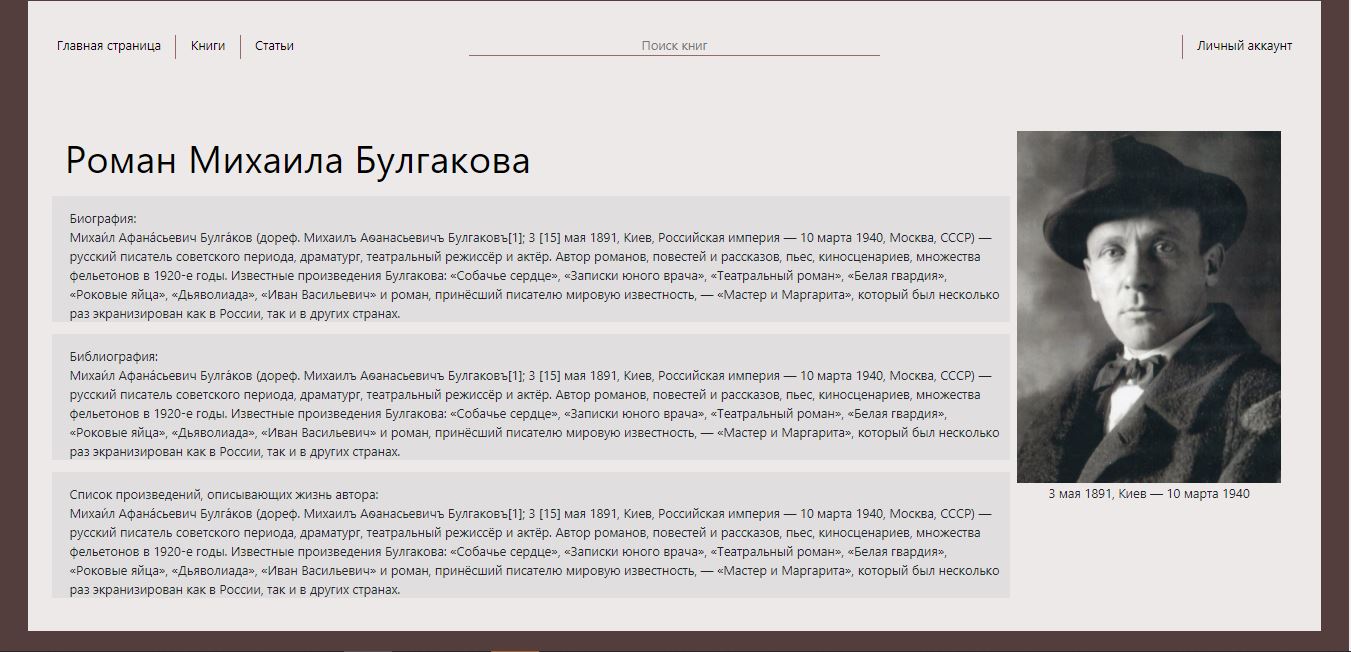 Главная страница
Книги
Статьи
Поиск книг
Личный аккаунт
Роман Михаила Булгакова
Биография:
Михаи́л Афана́сьевич Булга́ков (дореф. Михаилъ Аѳанасьевичъ Булгаковъ[1]; 3 [15] мая 1891, Киев, Российская империя — 10 марта 1940, Москва, СССР) —
русский писатель советского периода, драматург, театральный режиссёр и актёр. Автор романов, повестей и рассказов, пьес, киносценариев, множества
фельетонов в 1920-е годы. Известные произведения Булгакова: «Собачье сердце», «Записки юного врача», «Театральный роман», «Белая гвардия»,
«Роковые яйца», «Дьяволиада», «Иван Васильевич» и роман, принёсший писателю мировую известность, — «Мастер и Маргарита», который был несколько
раз экранизирован как в России, так и в других странах.
Библиография:
Михаи́л Афана́сьевич Булга́ков (дореф. Михаилъ Аѳанасьевичъ Булгаковъ[1]; 3 [15] мая 1891, Киев, Российская империя — 10 марта 1940, Москва, СССР) —
русский писатель советского периода, драматург, театральный режиссёр и актёр. Автор романов, повестей и рассказов, пьес, киносценариев, множества
фельетонов в 1920-е годы. Известные произведения Булгакова: «Собачье сердце», «Записки юного врача», «Театральный роман», «Белая гвардия»,
«Роковые яйца», «Дьяволиада», «Иван Васильевич» и роман, принёсший писателю мировую известность, — «Мастер и Маргарита», который был несколько
раз экранизирован как в России, так и в других странах.
Список произведений, описывающих жизнь автора:
Михаи́л Афана́сьевич Булга́ков (дореф. Михаилъ Аѳанасьевичъ Булгаковъ[1]; 3 [15] мая 1891, Киев, Российская империя — 10 марта 1940, Москва, СССР) —
русский писатель советского периода, драматург, театральный режиссёр и актёр. Автор романов, повестей и рассказов, пьес, киносценариев, множества
фельетонов в 1920-е годы. Известные произведения Булгакова: «Собачье сердце», «Записки юного врача», «Театральный роман», «Белая гвардия»,
«Роковые яйца», «Дьяволиада», «Иван Васильевич» и роман, принёсший писателю мировую известность, — «Мастер и Маргарита», который был несколько
раз экранизирован как в России, так и в других странах.
3 мая 1891, Киев — 10 марта 1940